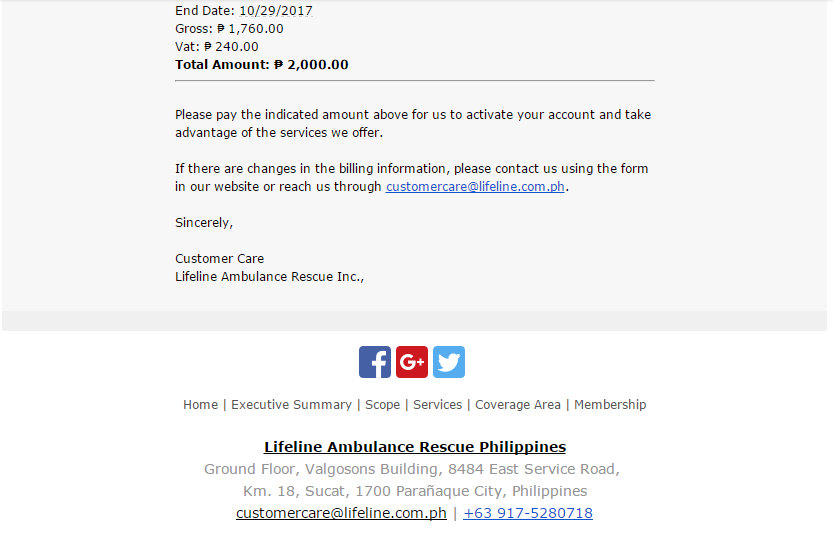 End Date: 10/29/2017
Gross: ₱ 1,760.00
Vat: ₱ 240.00
Total Amount: ₱ 2,000.00
Please pay the indicated amount above for us to activate your account and take
advantage of the services we offer.
If there are changes in the billing information, please contact us using the form
in our website or reach us through customercare@lifeline.com.ph.
Sincerely,
Customer Care
Lifeline Ambulance Rescue Inc.,
Home | Executive Summary | Scope | Services | Coverage Area | Membership
Lifeline Ambulance Rescue Philippines
Ground Floor, Valgosons Building, 8484 East Service Road,
Km. 18, Sucat, 1700 Parañaque City, Philippines
customercare@lifeline.com.ph | +63 917-5280718